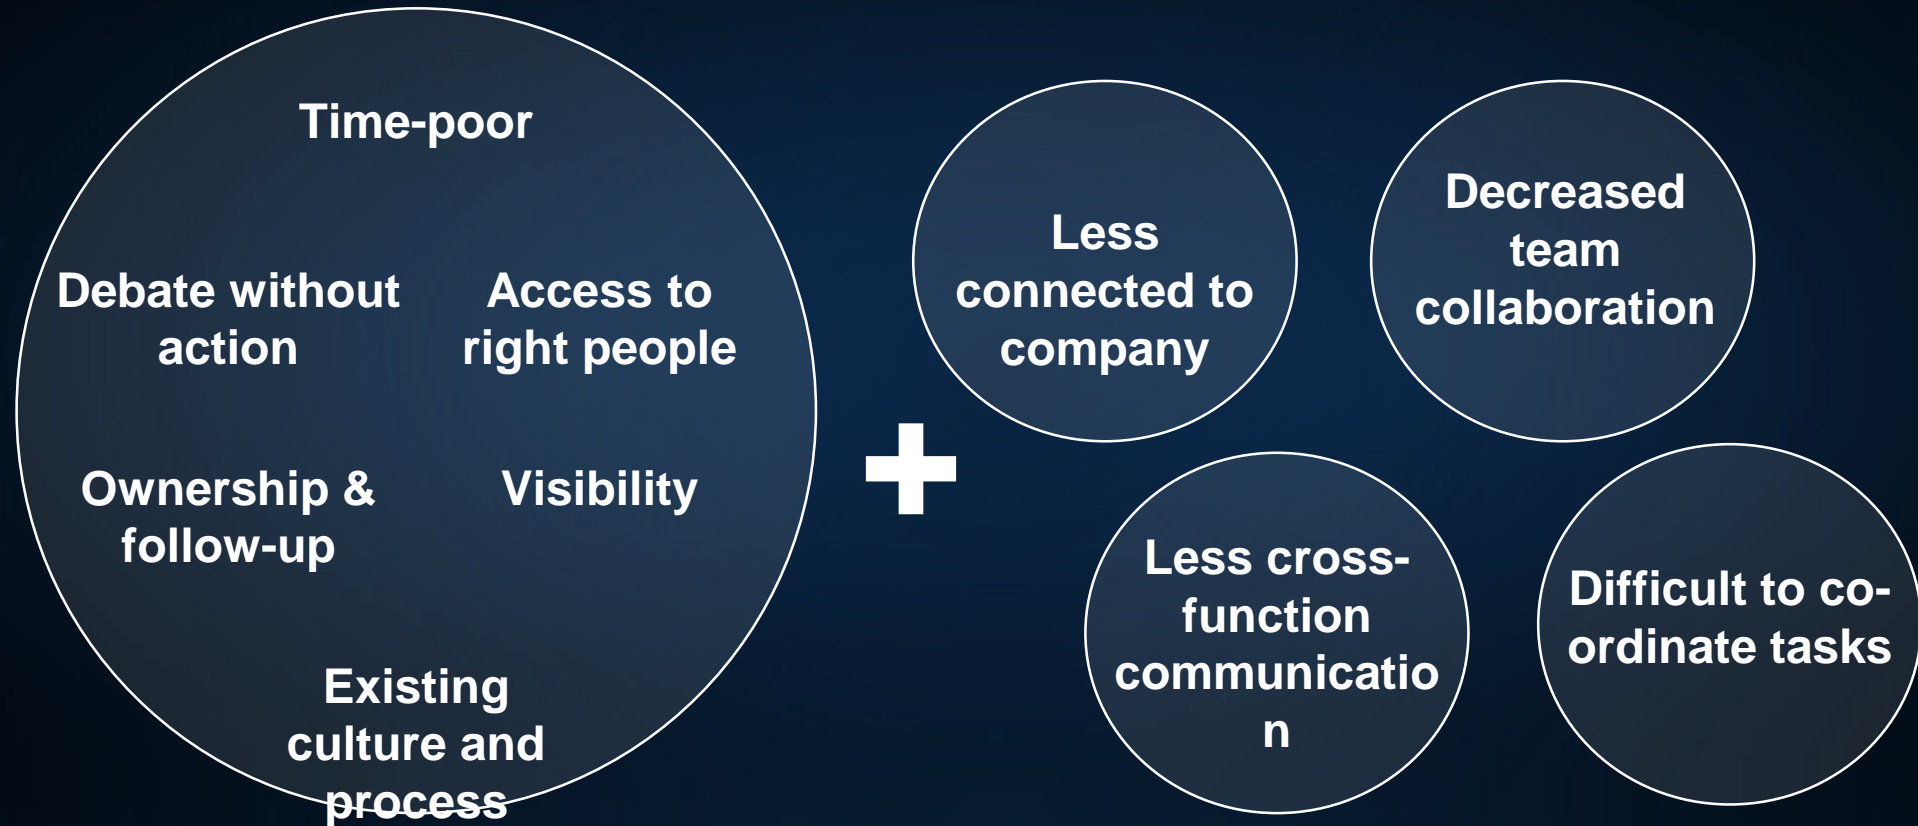 Time-poor
Debate without
action
Access to
right people
Ownership &
follow-up
Visibility
Existing
culture and
process
Less
connected to
company
Decreased
team
collaboration
Less cross-
function
communicatio
n
Difficult to co-
ordinate tasks